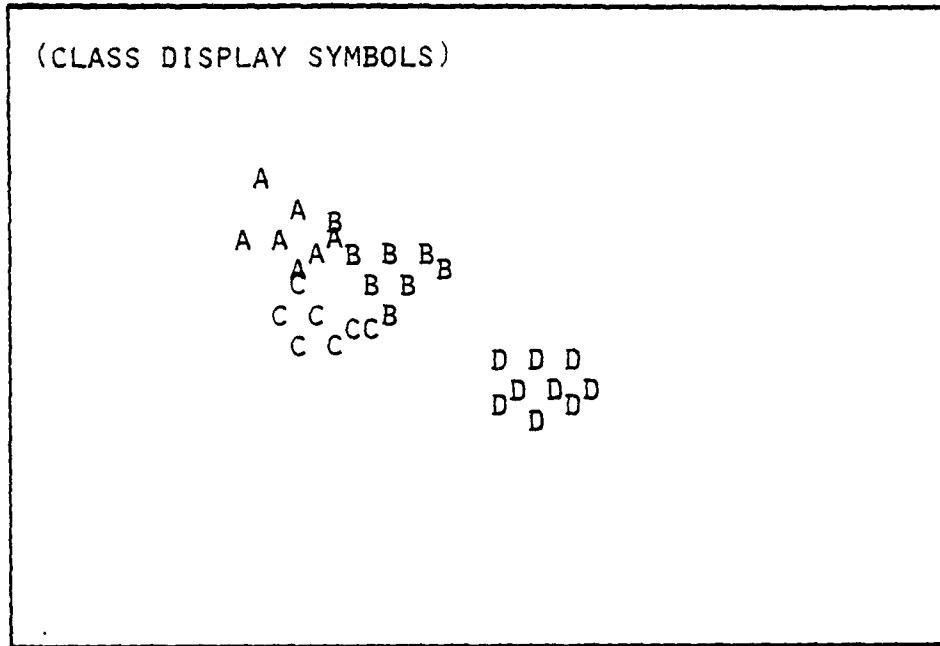 (CLASS DISPLAY SYMBOLS)
A
A B
A A A
A B B B
A B
C B B
C C B
C C
C C
D D D
D D D
D D
D